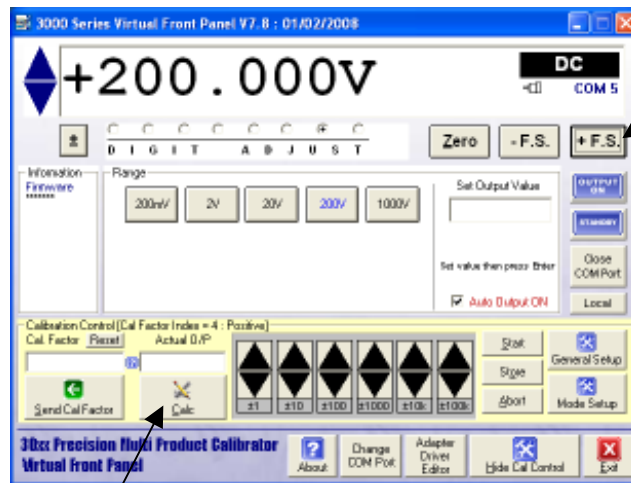 3000 Series Virtual Front Panel V7.8 : 01/02/2008
+200.000V
DC
COM 5
±
DIGIT ADJUST
Zero
- F.S.
+ F.S.
Information
Firmware
Range
200mV
2V
20V
200V
1000V
Set Output Value
Set value then press Enter
Auto Output ON
OUTPUT ON
STANDBY
Close COM Port
Local
Calibration Control [Cal Factor Index = 4 : Positive]
Cal. Factor
Reset
Actual O/P
Send Cal Factor
Calc
±1
±10
±100
±1000
±10k
±100k
Start
Store
Abort
General Setup
Mode Setup
30xx Precision Multi Product Calibrator
Virtual Front Panel
About
Change COM Port
Adapter Driver Editor
Hide Cal Control
Exit